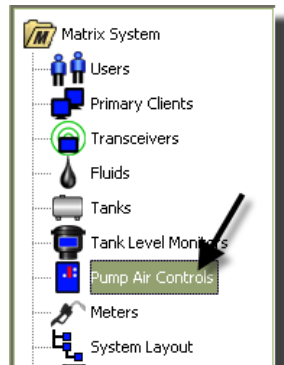 Matrix System
Users
Primary Clients
Transceivers
Fluids
Tanks
Tank Level Monitors
Pump Air Controls
Meters
System Layout